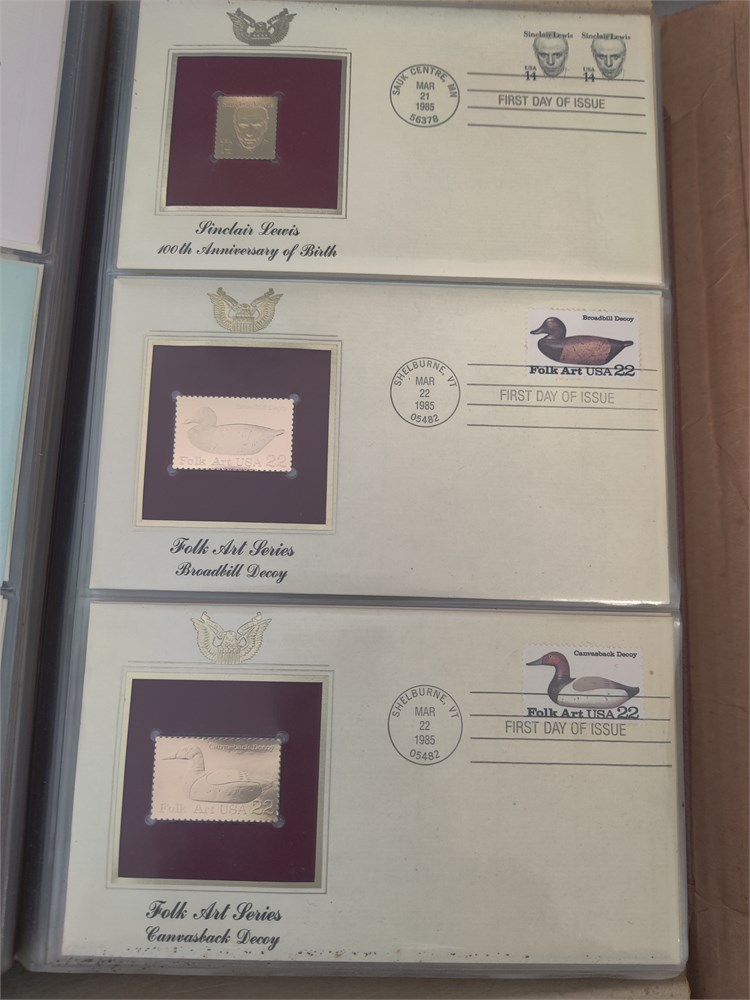 Sinclair Lewis
Sinclair Lewis
USA
14
USA
14
SAUK CENTRE, MN
MAR
21
1985
56378
FIRST DAY OF ISSUE
Sinclair Lewis
100th Anniversary of Birth
Broadbill Decoy
Folk Art USA 22
SHELBURNE, VT
MAR
22
1985
05482
FIRST DAY OF ISSUE
Folk Art USA 22
Folk Art Series
Broadbill Decoy
Canvasback Decoy
Folk Art USA 22
SHELBURNE, VT
MAR
22
1985
05482
FIRST DAY OF ISSUE
Canvasback Decoy
Folk Art USA 22
Folk Art Series
Canvasback Decoy